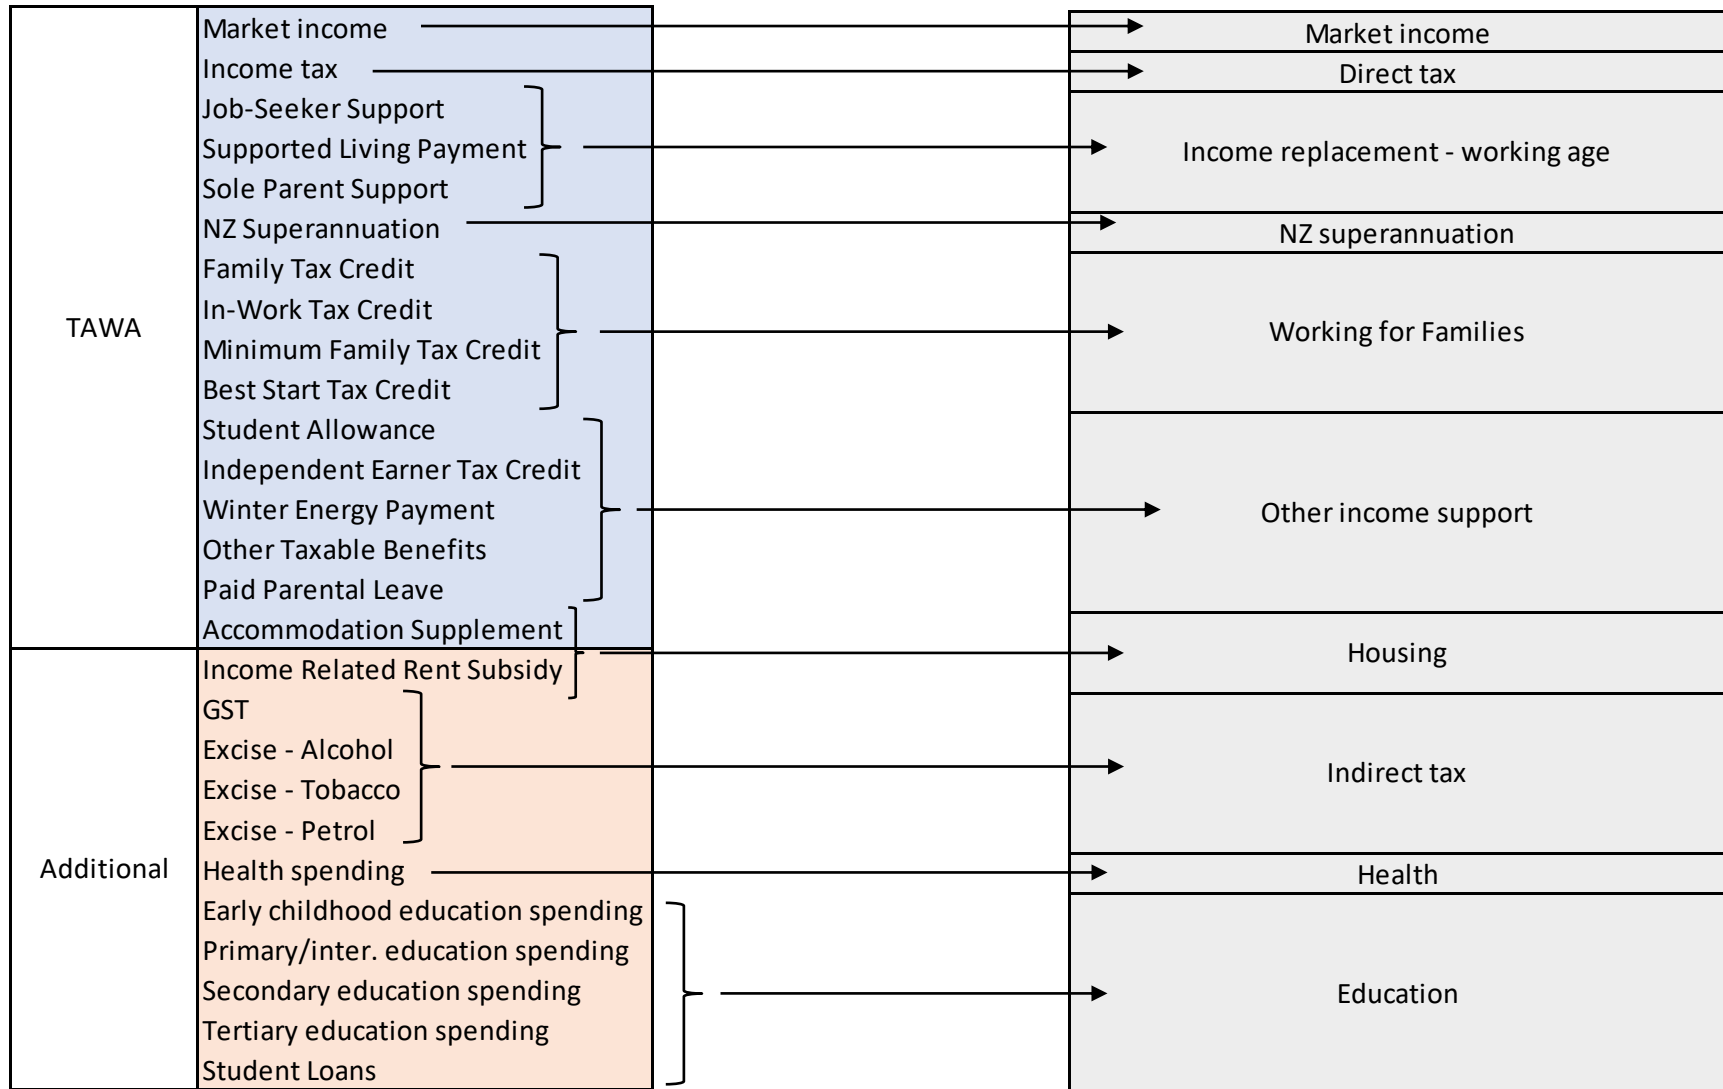 TAWA
Market income
Income tax
Job-Seeker Support
Supported Living Payment
Sole Parent Support
NZ Superannuation
Family Tax Credit
In-Work Tax Credit
Minimum Family Tax Credit
Best Start Tax Credit
Student Allowance
Independent Earner Tax Credit
Winter Energy Payment
Other Taxable Benefits
Paid Parental Leave
Accommodation Supplement
Additional
Income Related Rent Subsidy
GST
Excise - Alcohol
Excise - Tobacco
Excise - Petrol
Health spending
Early childhood education spending
Primary/inter. education spending
Secondary education spending
Tertiary education spending
Student Loans
Market income
Direct tax
Income replacement - working age
NZ superannuation
Working for Families
Other income support
Housing
Indirect tax
Health
Education